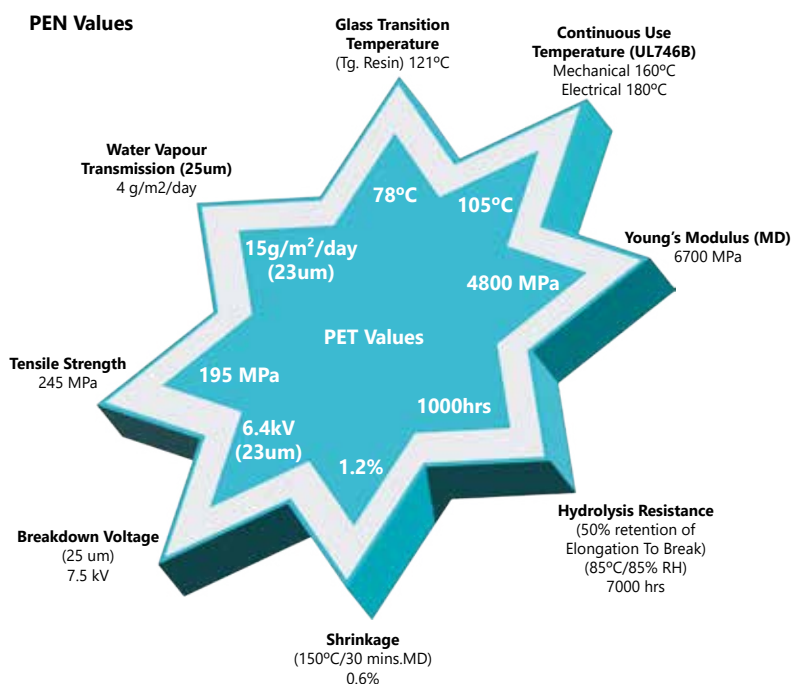 PEN Values
Glass Transition
Temperature
(Tg. Resin) 121ºC
Continuous Use
Temperature (UL746B)
Mechanical 160ºC
Electrical 180ºC
Water Vapour
Transmission (25um)
4 g/m2/day
78ºC
105ºC
15g/m²/day
(23um)
Young's Modulus (MD)
6700 MPa
4800 MPa
PET Values
Tensile Strength
245 MPa
195 MPa
1000hrs
6.4kV
(23um)
1.2%
Hydrolysis Resistance
(50% retention of
Elongation To Break)
(85ºC/85% RH)
7000 hrs
Breakdown Voltage
(25 um)
7.5 kV
Shrinkage
(150ºC/30 mins.MD)
0.6%